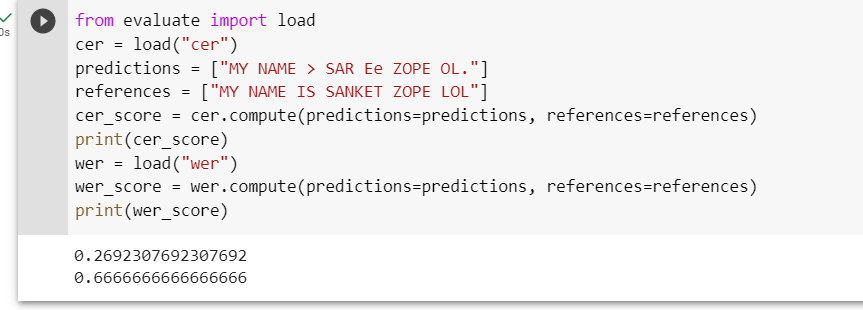 0s
from evaluate import load
cer = load("cer")
predictions = ["MY NAME > SAR Ee ZOPE OL."]
references = ["MY NAME IS SANKET ZOPE LOL"]
cer_score = cer.compute(predictions=predictions, references=references)
print(cer_score)
wer = load("wer")
wer_score = wer.compute(predictions=predictions, references=references)
print(wer_score)
0.2692307692307692
0.6666666666666666